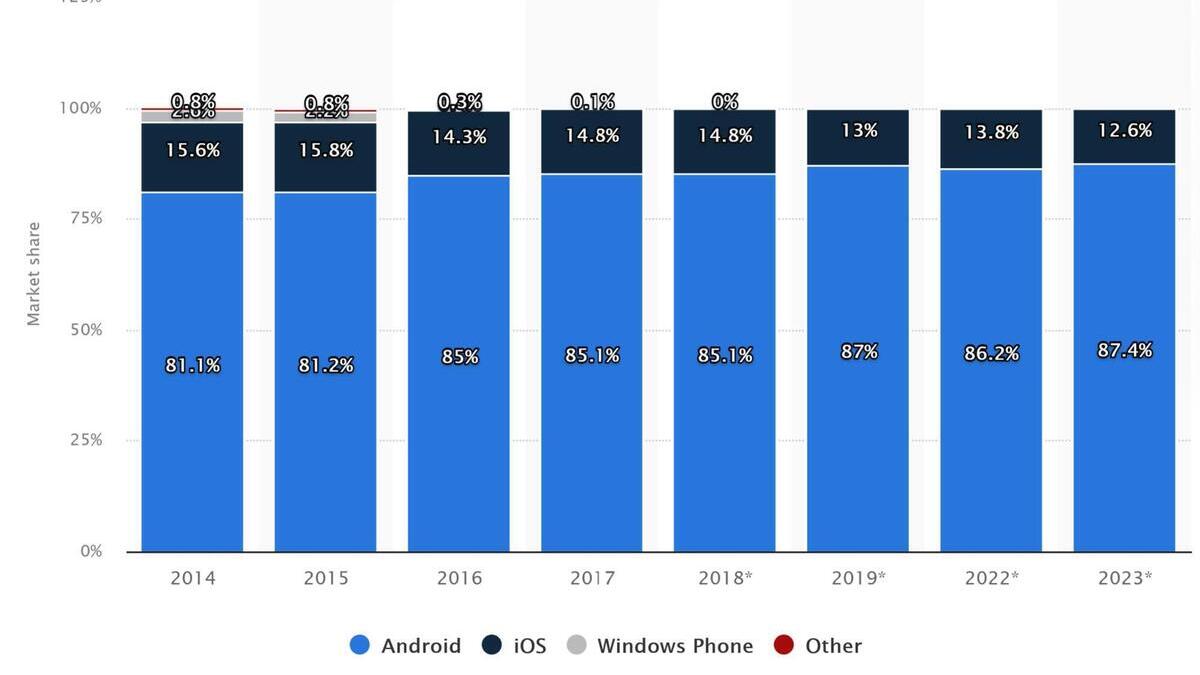 100%
75%
50%
25%
0%
Market share
0.8% 0.8% 0.3% 0.1% 0%
2.2%
15.6% 15.8% 14.3% 14.8% 14.8% 13% 13.8% 12.6%
81.1% 81.2% 85% 85.1% 85.1% 87% 86.2% 87.4%
2014 2015 2016 2017 2018* 2019* 2022* 2023*
Android iOS Windows Phone Other